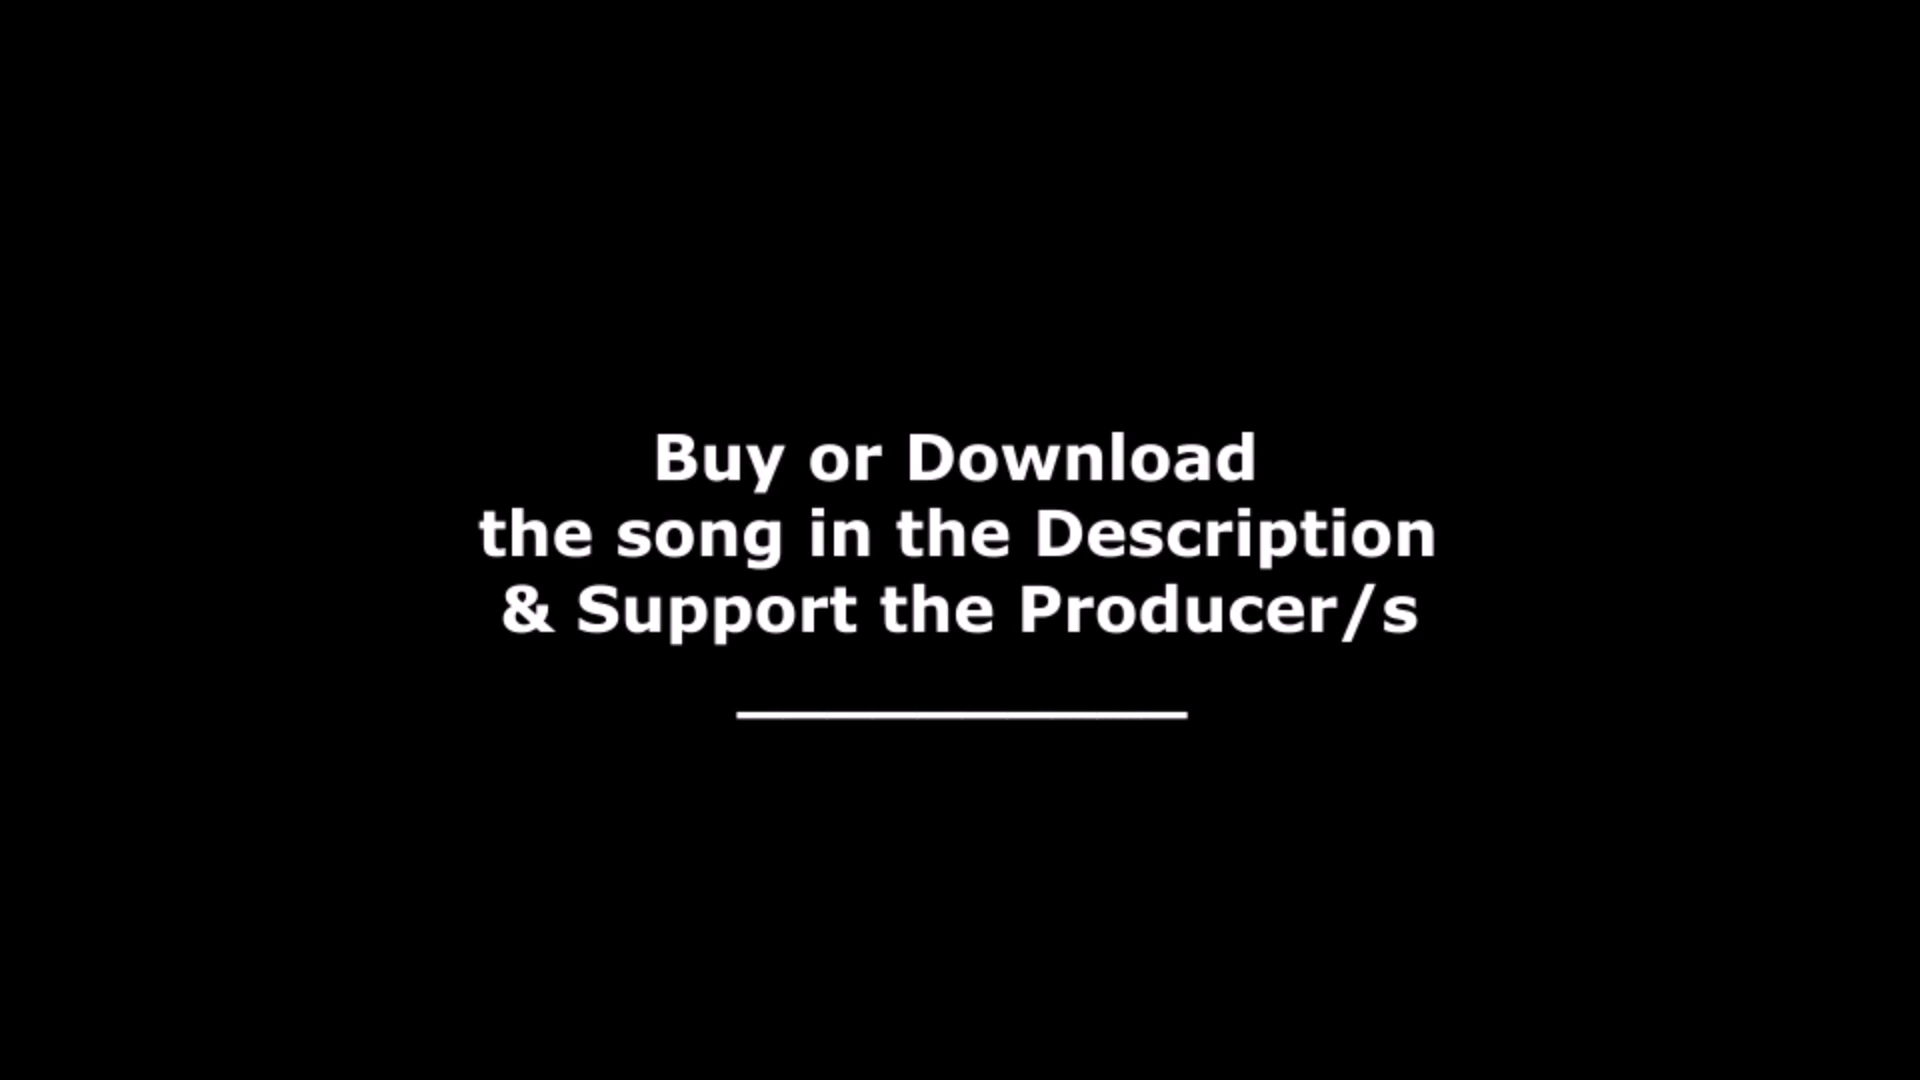 Buy or Download
the song in the Description
& Support the Producer/s